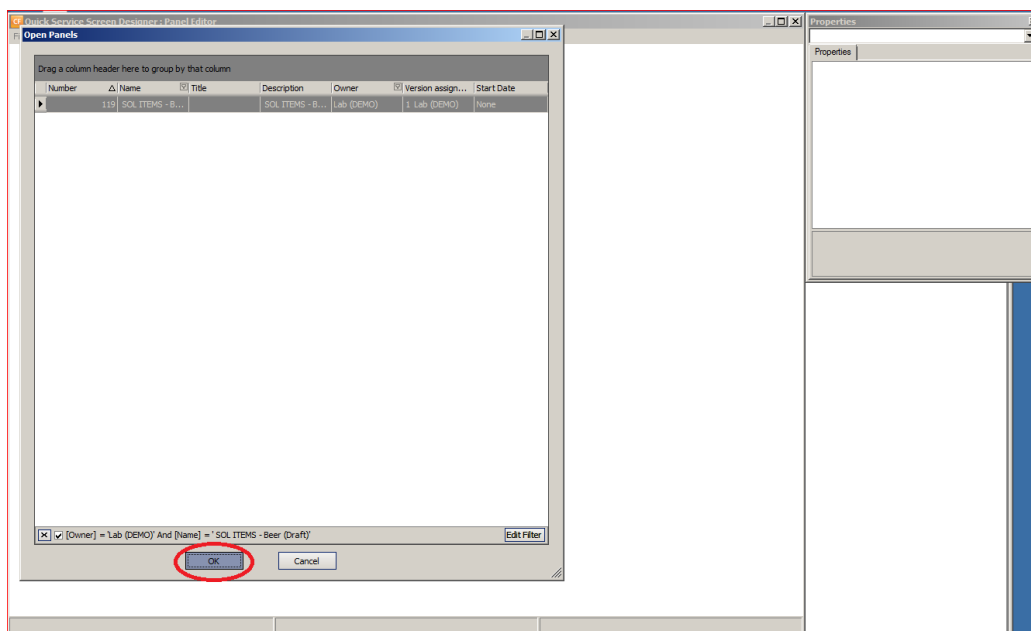 CF Quick Service Screen Designer : Panel Editor
Properties
Open Panels
Properties
Drag a column header here to group by that column
Number Name Title Description Owner Version assign... Start Date
119 SOL ITEMS - B... SOL ITEMS - B... Lab (DEMO) 1 Lab (DEMO) None
[Owner] = 'Lab (DEMO)' And [Name] = ' SOL ITEMS - Beer (Draft)' Edit Filter
OK Cancel